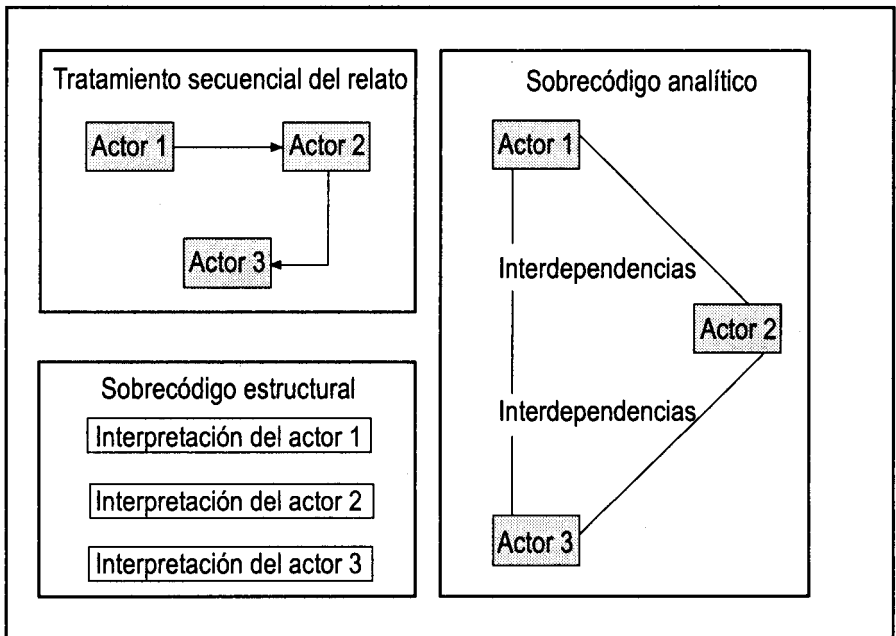 Tratamiento secuencial del relato
Actor 1
Actor 2
Actor 3
Sobrecódigo estructural
Interpretación del actor 1
Interpretación del actor 2
Interpretación del actor 3
Sobrecódigo analítico
Actor 1
Interdependencias
Actor 2
Interdependencias
Actor 3